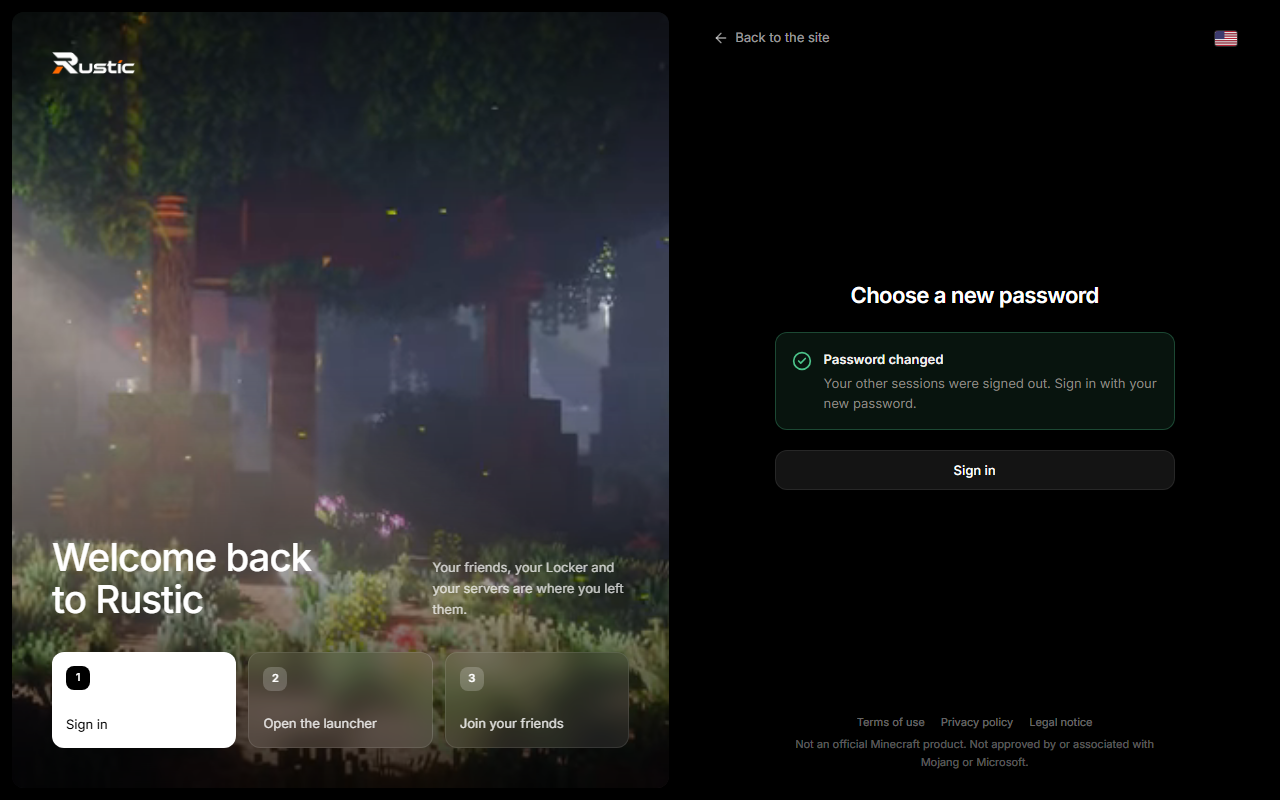 Rustic
Welcome back
to Rustic
Your friends, your Locker and
your servers are where you left
them.
1
Sign in
2
Open the launcher
3
Join your friends
Back to the site
Choose a new password
Password changed
Your other sessions were signed out. Sign in with your
new password.
Sign in
Terms of use
Privacy policy
Legal notice
Not an official Minecraft product. Not approved by or associated with
Mojang or Microsoft.